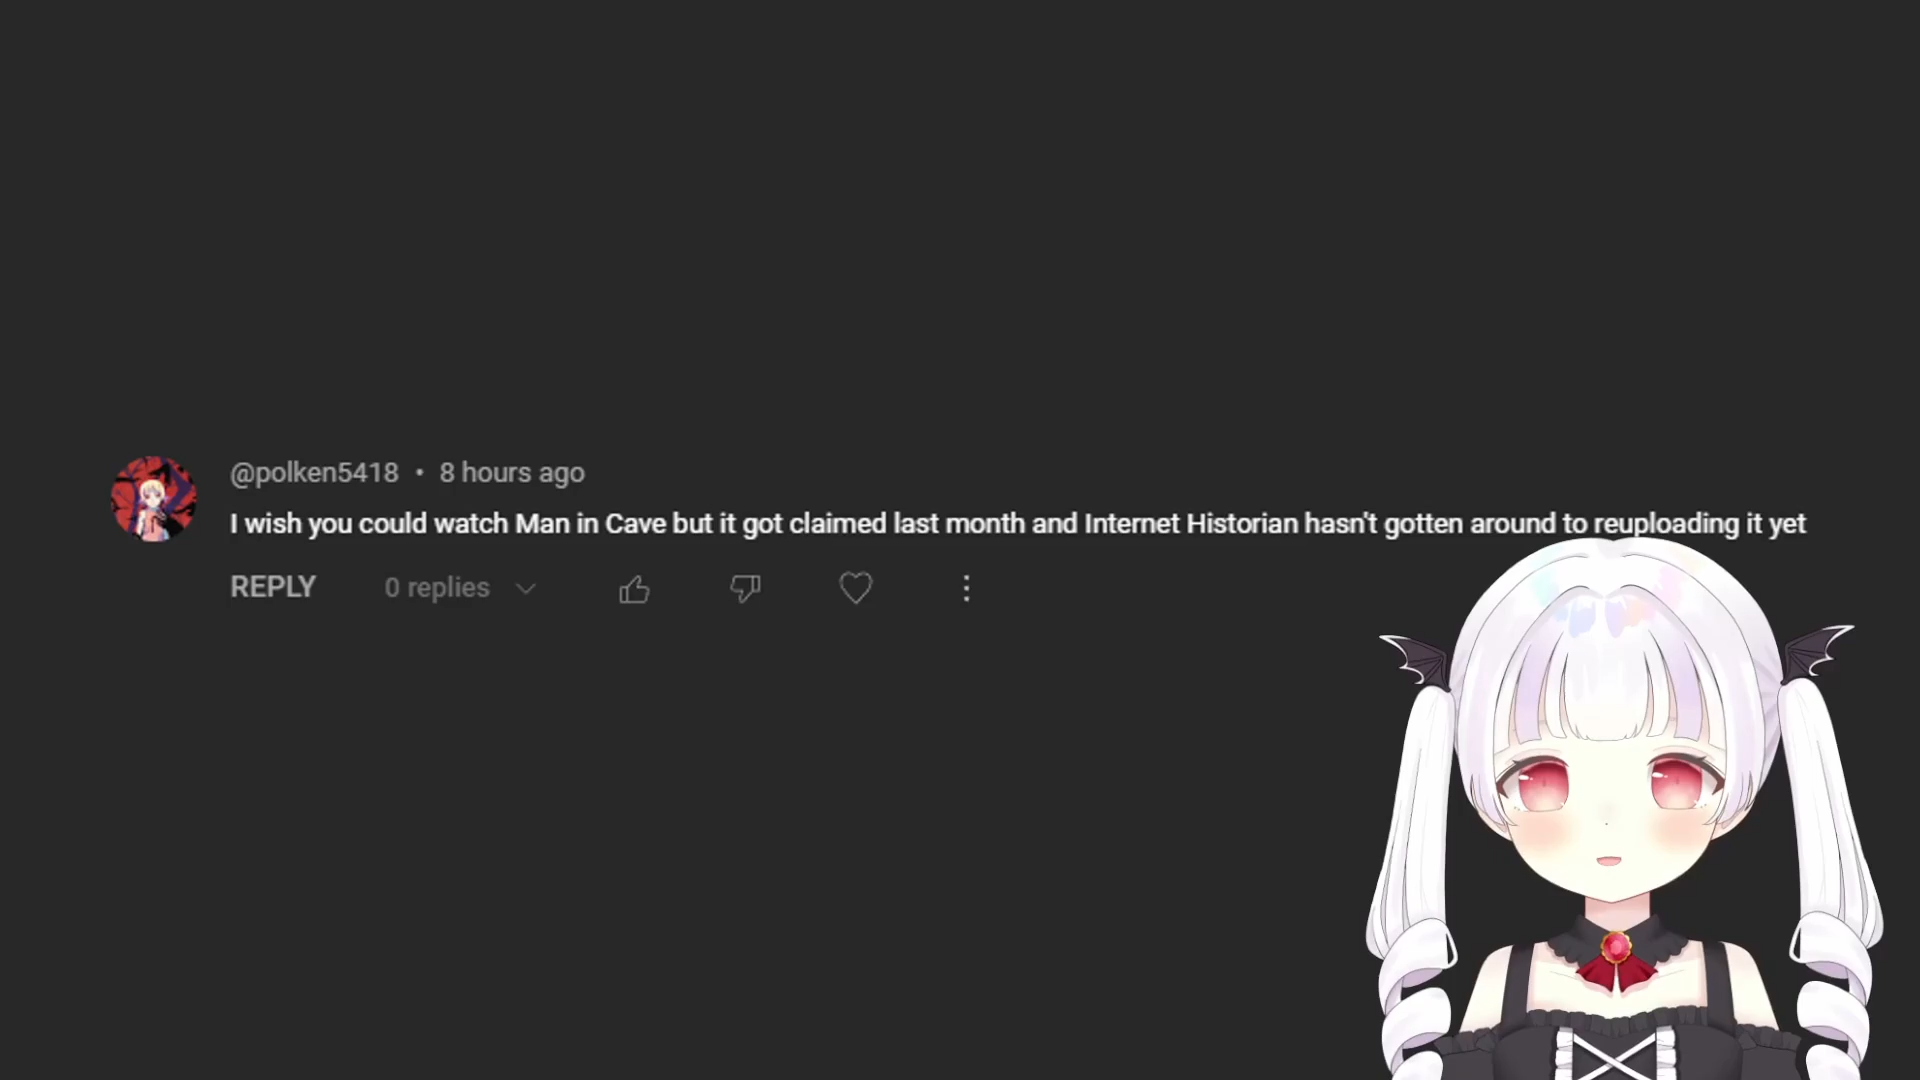 @polken5418 • 8 hours ago
I wish you could watch Man in Cave but it got claimed last month and Internet Historian hasn't gotten around to reuploading it yet
REPLY 0 replies